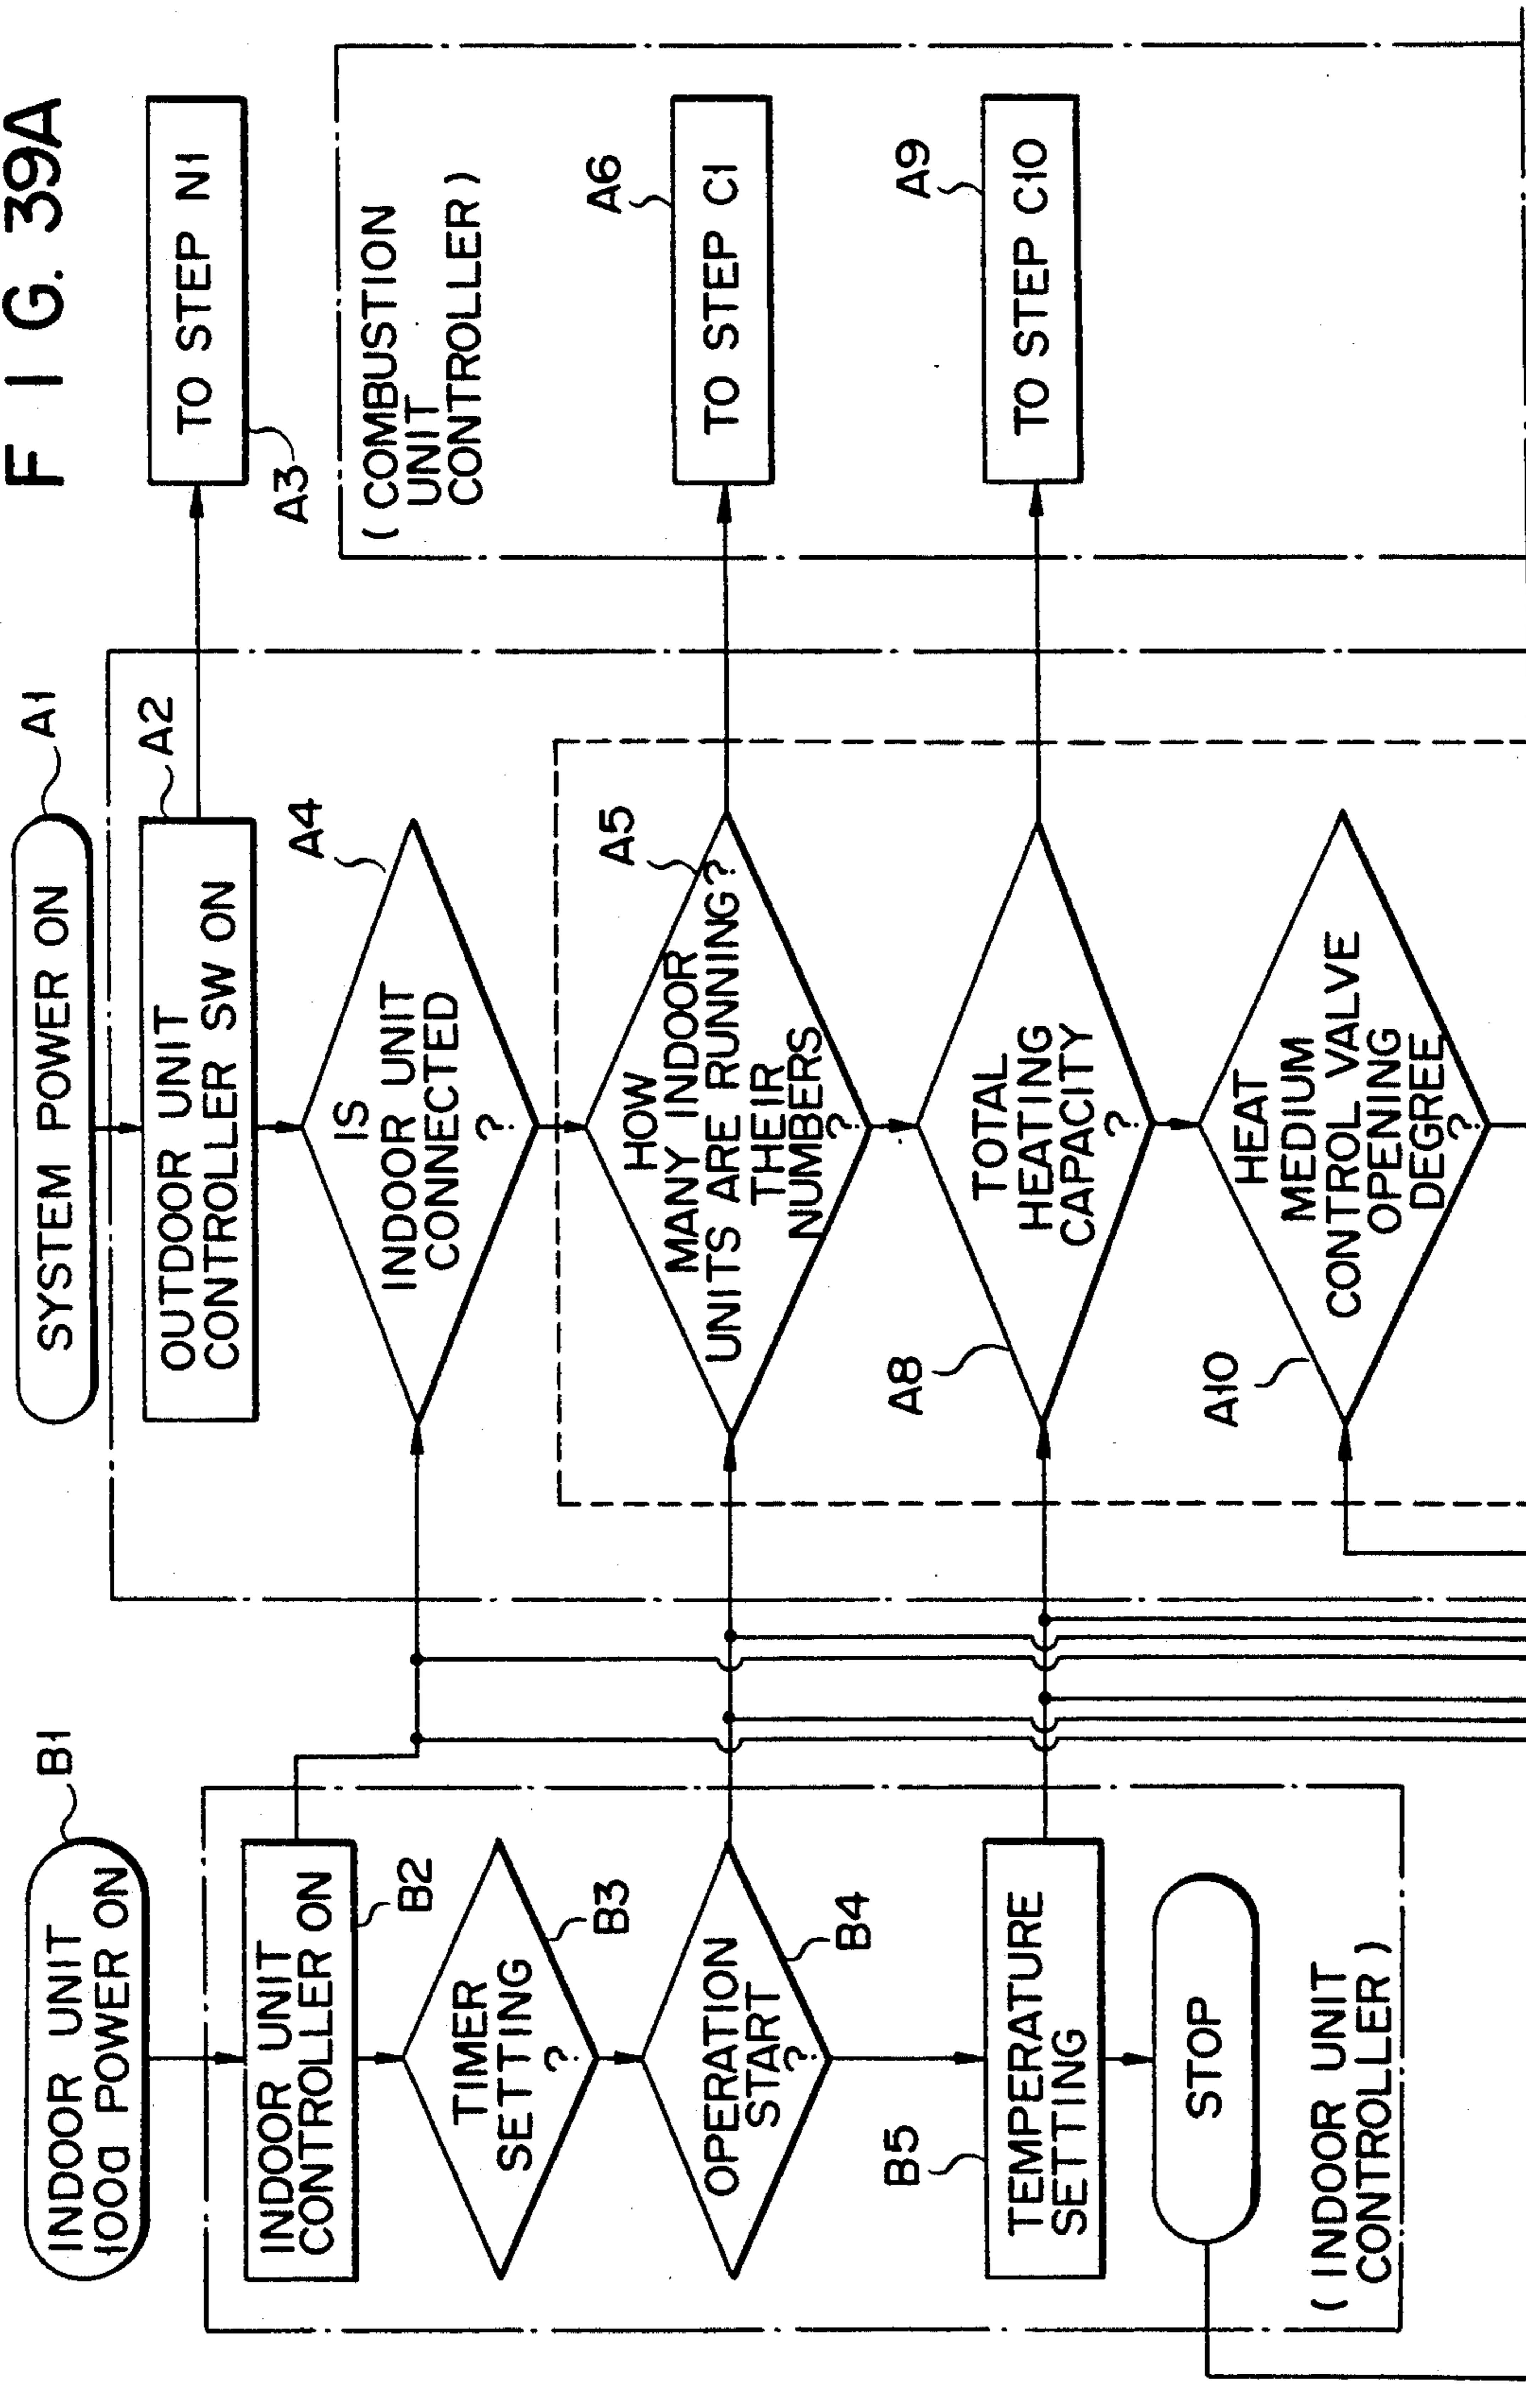 F I G. 39A
INDOOR UNIT
100a POWER ON
B1
INDOOR UNIT
CONTROLLER ON
B2
TIMER
SETTING
?
B3
OPERATION
START
?
B4
B5
TEMPERATURE
SETTING
STOP
( INDOOR UNIT
CONTROLLER )
SYSTEM POWER ON
A1
OUTDOOR UNIT
CONTROLLER SW ON
A2
TO STEP N1
A3
IS
INDOOR UNIT
CONNECTED
?
A4
HOW
MANY INDOOR
UNITS ARE RUNNING?
THEIR
NUMBERS
?
A5
( COMBUSTION
UNIT
CONTROLLER )
TO STEP C1
A6
TOTAL
HEATING
CAPACITY
?
A8
TO STEP C10
A9
HEAT
MEDIUM
CONTROL VALVE
OPENING
DEGREE
?
A10